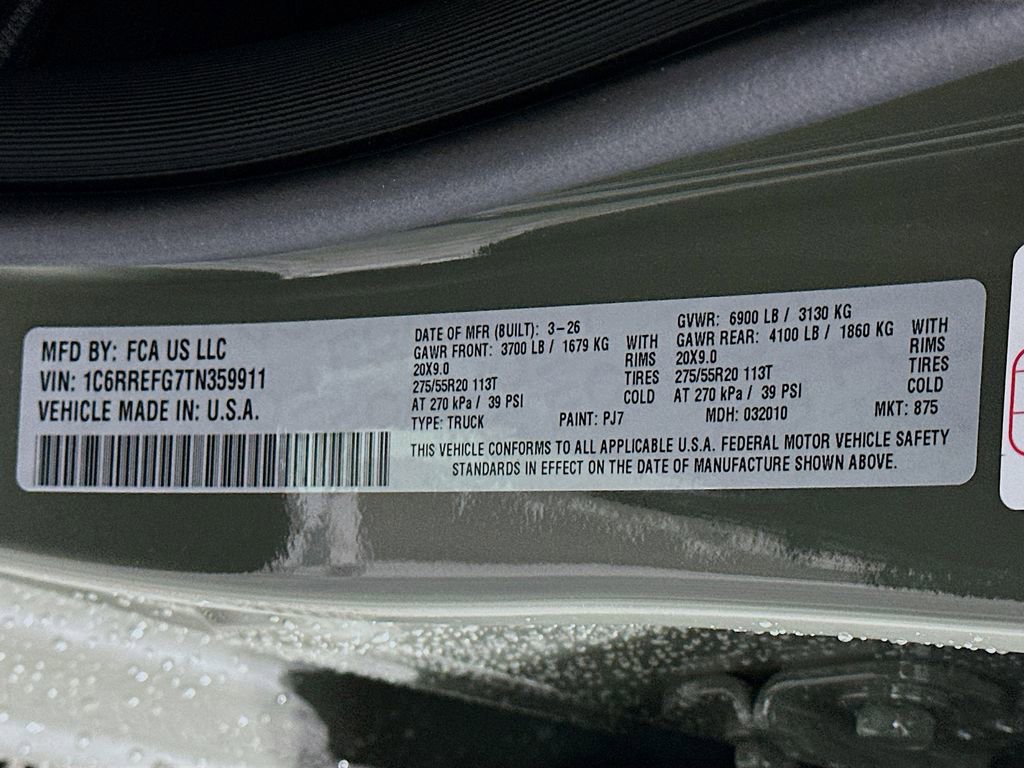 MFD BY: FCA US LLC
VIN: 1C6RREFG7TN359911
VEHICLE MADE IN: U.S.A.
DATE OF MFR (BUILT): 3-26
GAWR FRONT: 3700 LB / 1679 KG
20X9.0
275/55R20 113T
AT 270 kPa / 39 PSI
WITH
RIMS
TIRES
COLD
GVWR: 6900 LB / 3130 KG
GAWR REAR: 4100 LB / 1860 KG
20X9.0
275/55R20 113T
AT 270 kPa / 39 PSI
WITH
RIMS
TIRES
COLD
TYPE: TRUCK PAINT: PJ7 MDH: 032010 MKT: 875
THIS VEHICLE CONFORMS TO ALL APPLICABLE U.S.A. FEDERAL MOTOR VEHICLE SAFETY
STANDARDS IN EFFECT ON THE DATE OF MANUFACTURE SHOWN ABOVE.